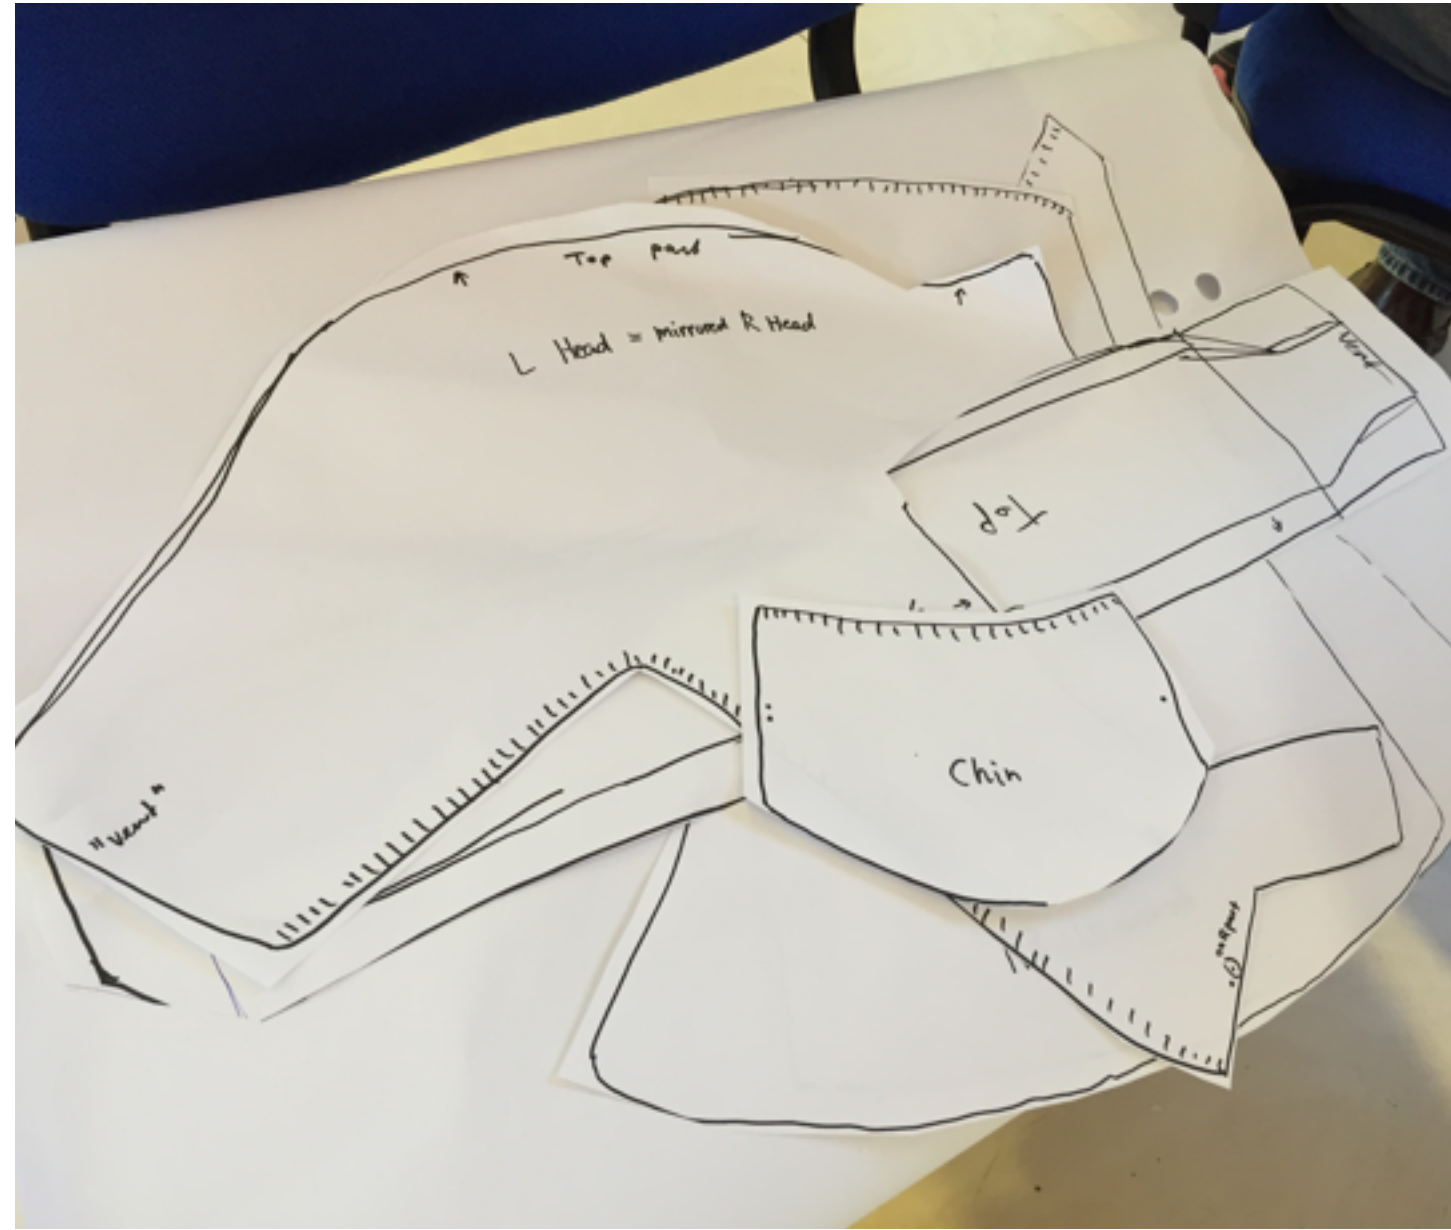 Top part
L Head = mirrored R Head
Vent
Top
"Vent"
Chin